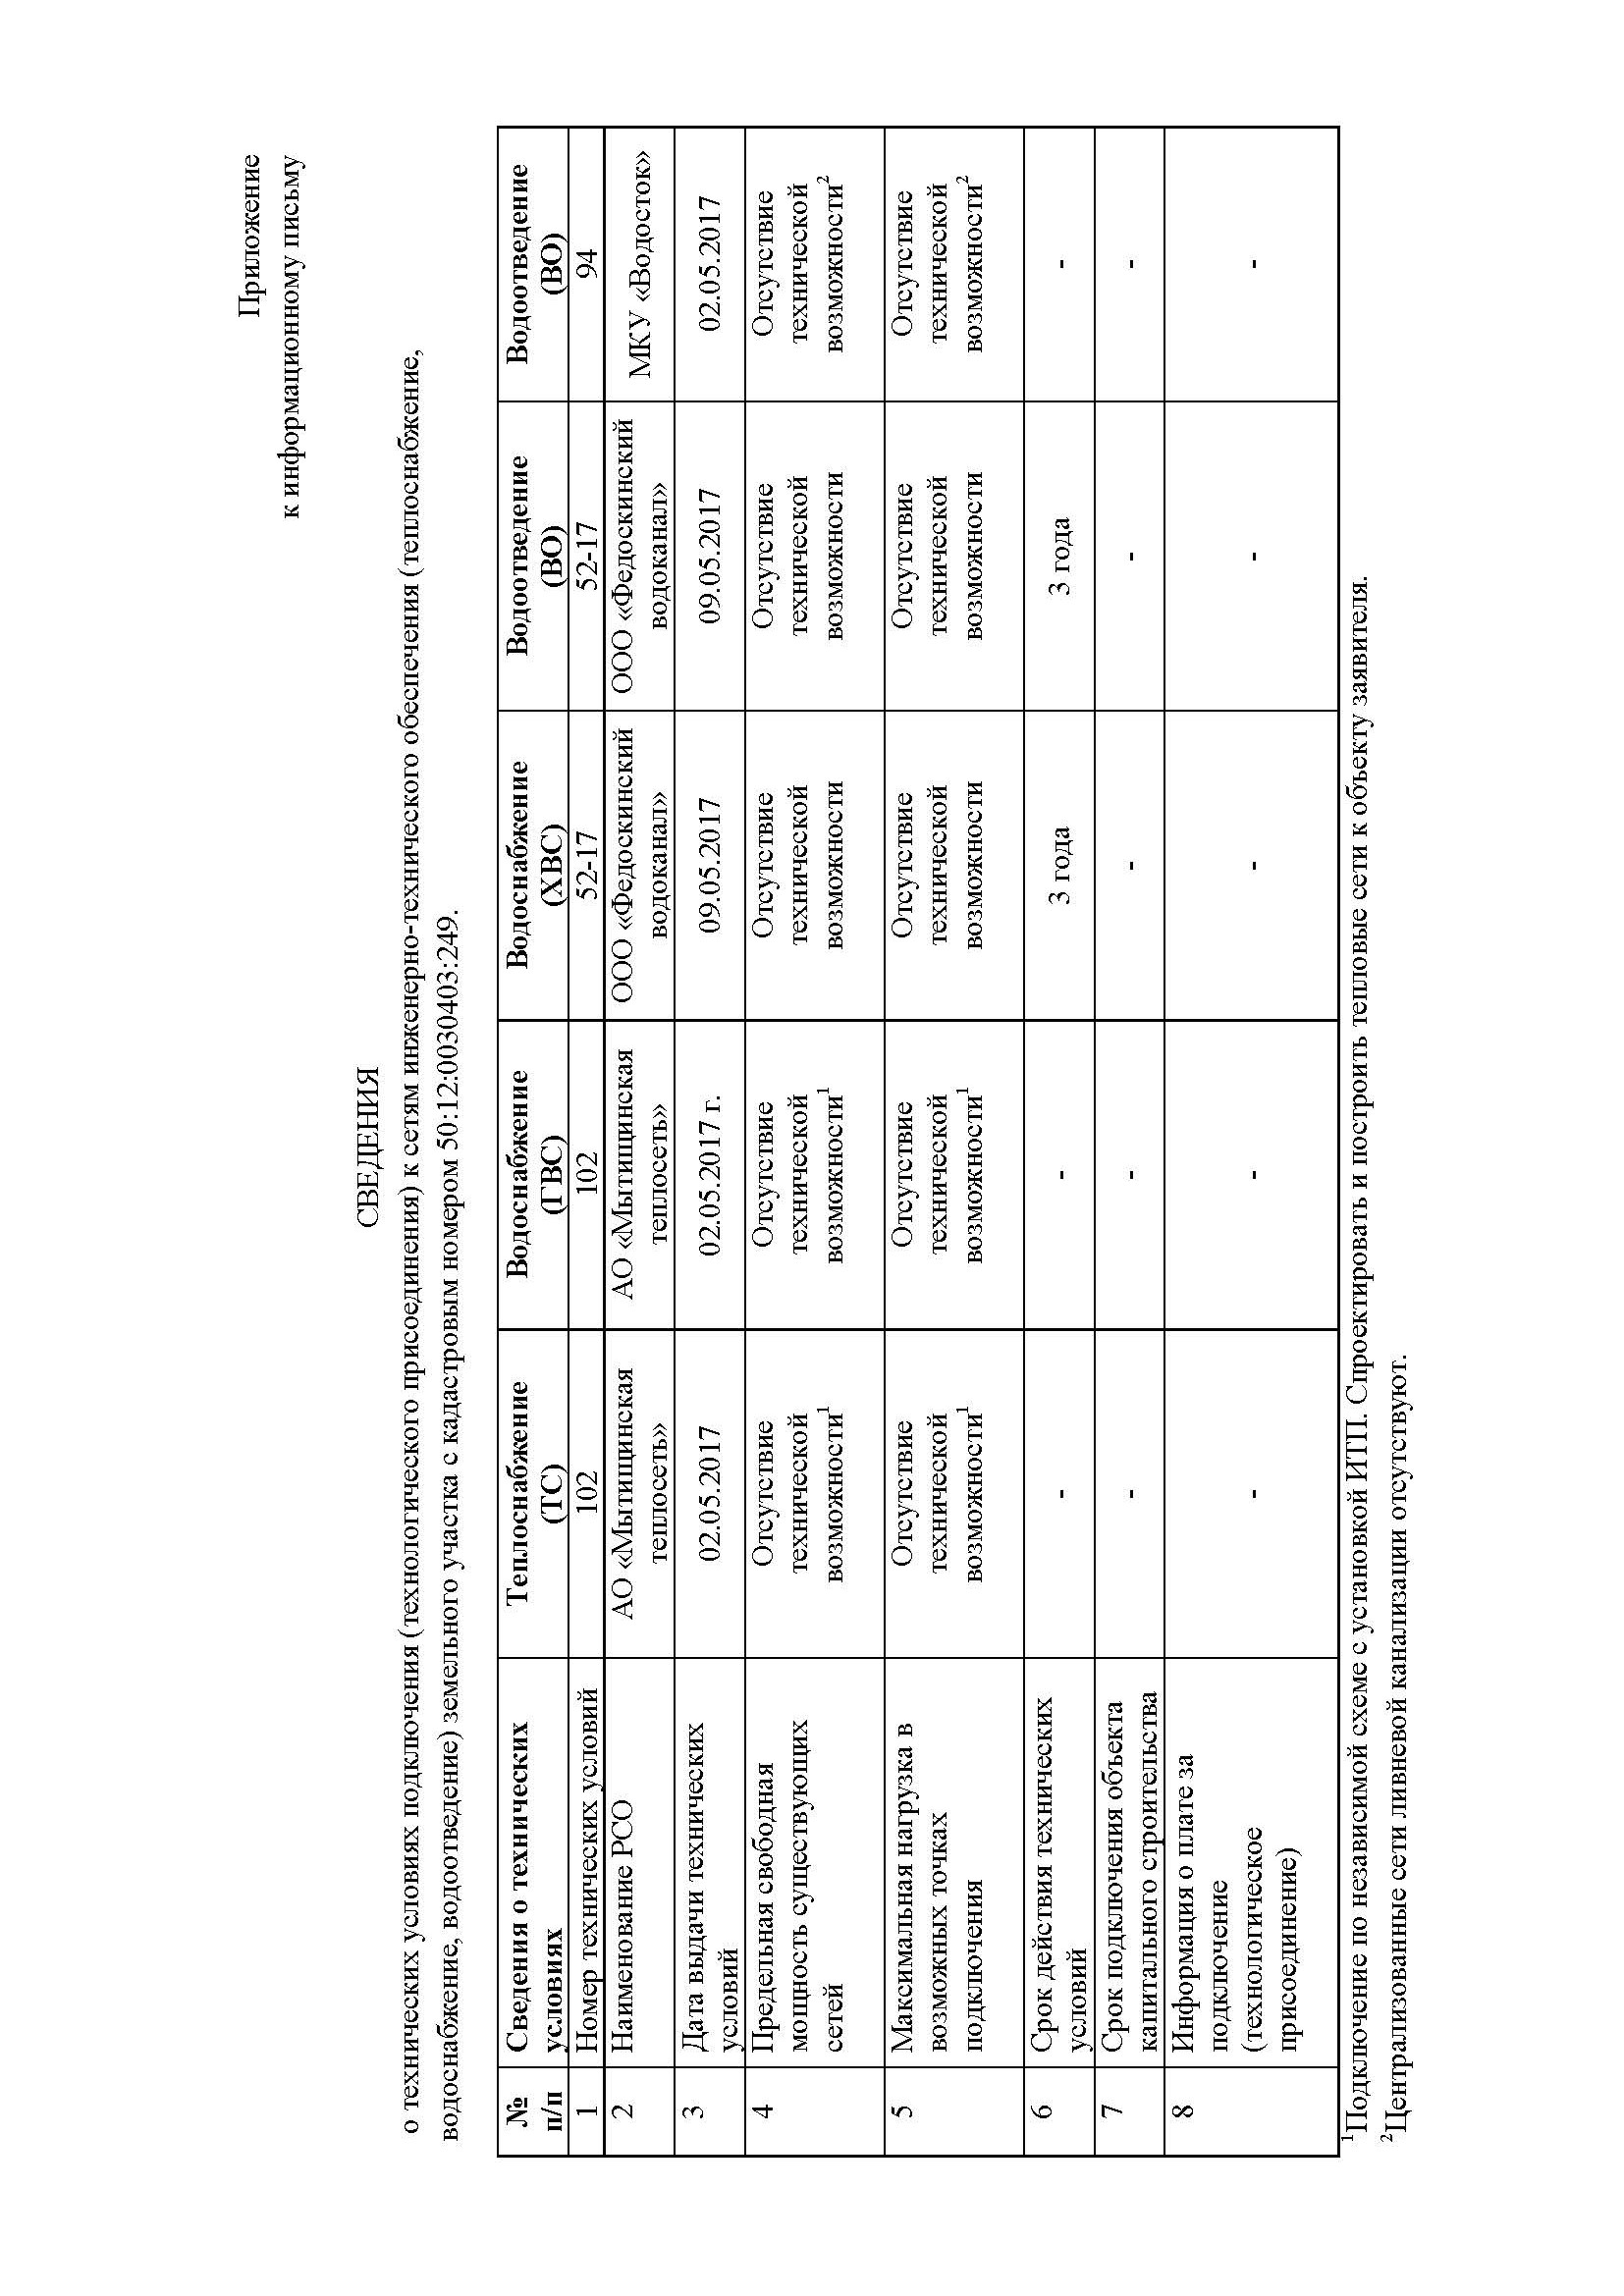 Приложение
к информационному письму
СВЕДЕНИЯ
о технических условиях подключения (технологического присоединения) к сетям инженерно-технического обеспечения (теплоснабжение,
водоснабжение, водоотведение) земельного участка с кадастровым номером 50:12:0030403:249.
№ п/п | Сведения о технических условиях | Теплоснабжение (ТС) | Водоснабжение (ГВС) | Водоснабжение (ХВС) | Водоотведение (ВО) | Водоотведение (ВО)
1 | Номер технических условий | 102 | 102 | 52-17 | 52-17 | 94
2 | Наименование РСО | АО «Мытищинская теплосеть» | АО «Мытищинская теплосеть» | ООО «Федоскинский водоканал» | ООО «Федоскинский водоканал» | МКУ «Водосток»
3 | Дата выдачи технических условий | 02.05.2017 | 02.05.2017 г. | 09.05.2017 | 09.05.2017 | 02.05.2017
4 | Предельная свободная мощность существующих сетей | Отсутствие технической возможности¹ | Отсутствие технической возможности¹ | Отсутствие технической возможности | Отсутствие технической возможности | Отсутствие технической возможности²
5 | Максимальная нагрузка в возможных точках подключения | Отсутствие технической возможности¹ | Отсутствие технической возможности¹ | Отсутствие технической возможности | Отсутствие технической возможности | Отсутствие технической возможности²
6 | Срок действия технических условий | - | - | 3 года | 3 года | -
7 | Срок подключения объекта капитального строительства | - | - | - | - | -
8 | Информация о плате за подключение (технологическое присоединение) | - | - | - | - | -
¹Подключение по независимой схеме с установкой ИТП. Спроектировать и построить тепловые сети к объекту заявителя.
²Централизованные сети ливневой канализации отсутствуют.